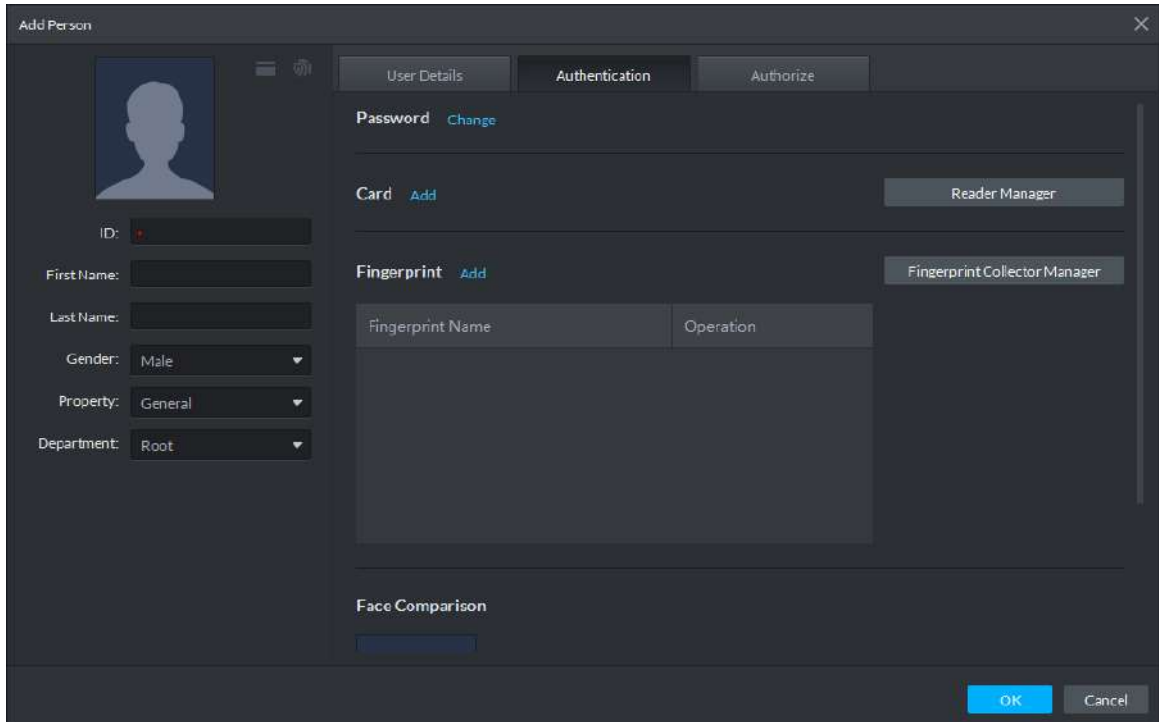 Add Person
User Details
Authentication
Authorize
Password Change
Card Add
Reader Manager
ID: *
First Name:
Last Name:
Gender: Male
Property: General
Department: Root
Fingerprint Add
Fingerprint Collector Manager
Fingerprint Name
Operation
Face Comparison
OK
Cancel